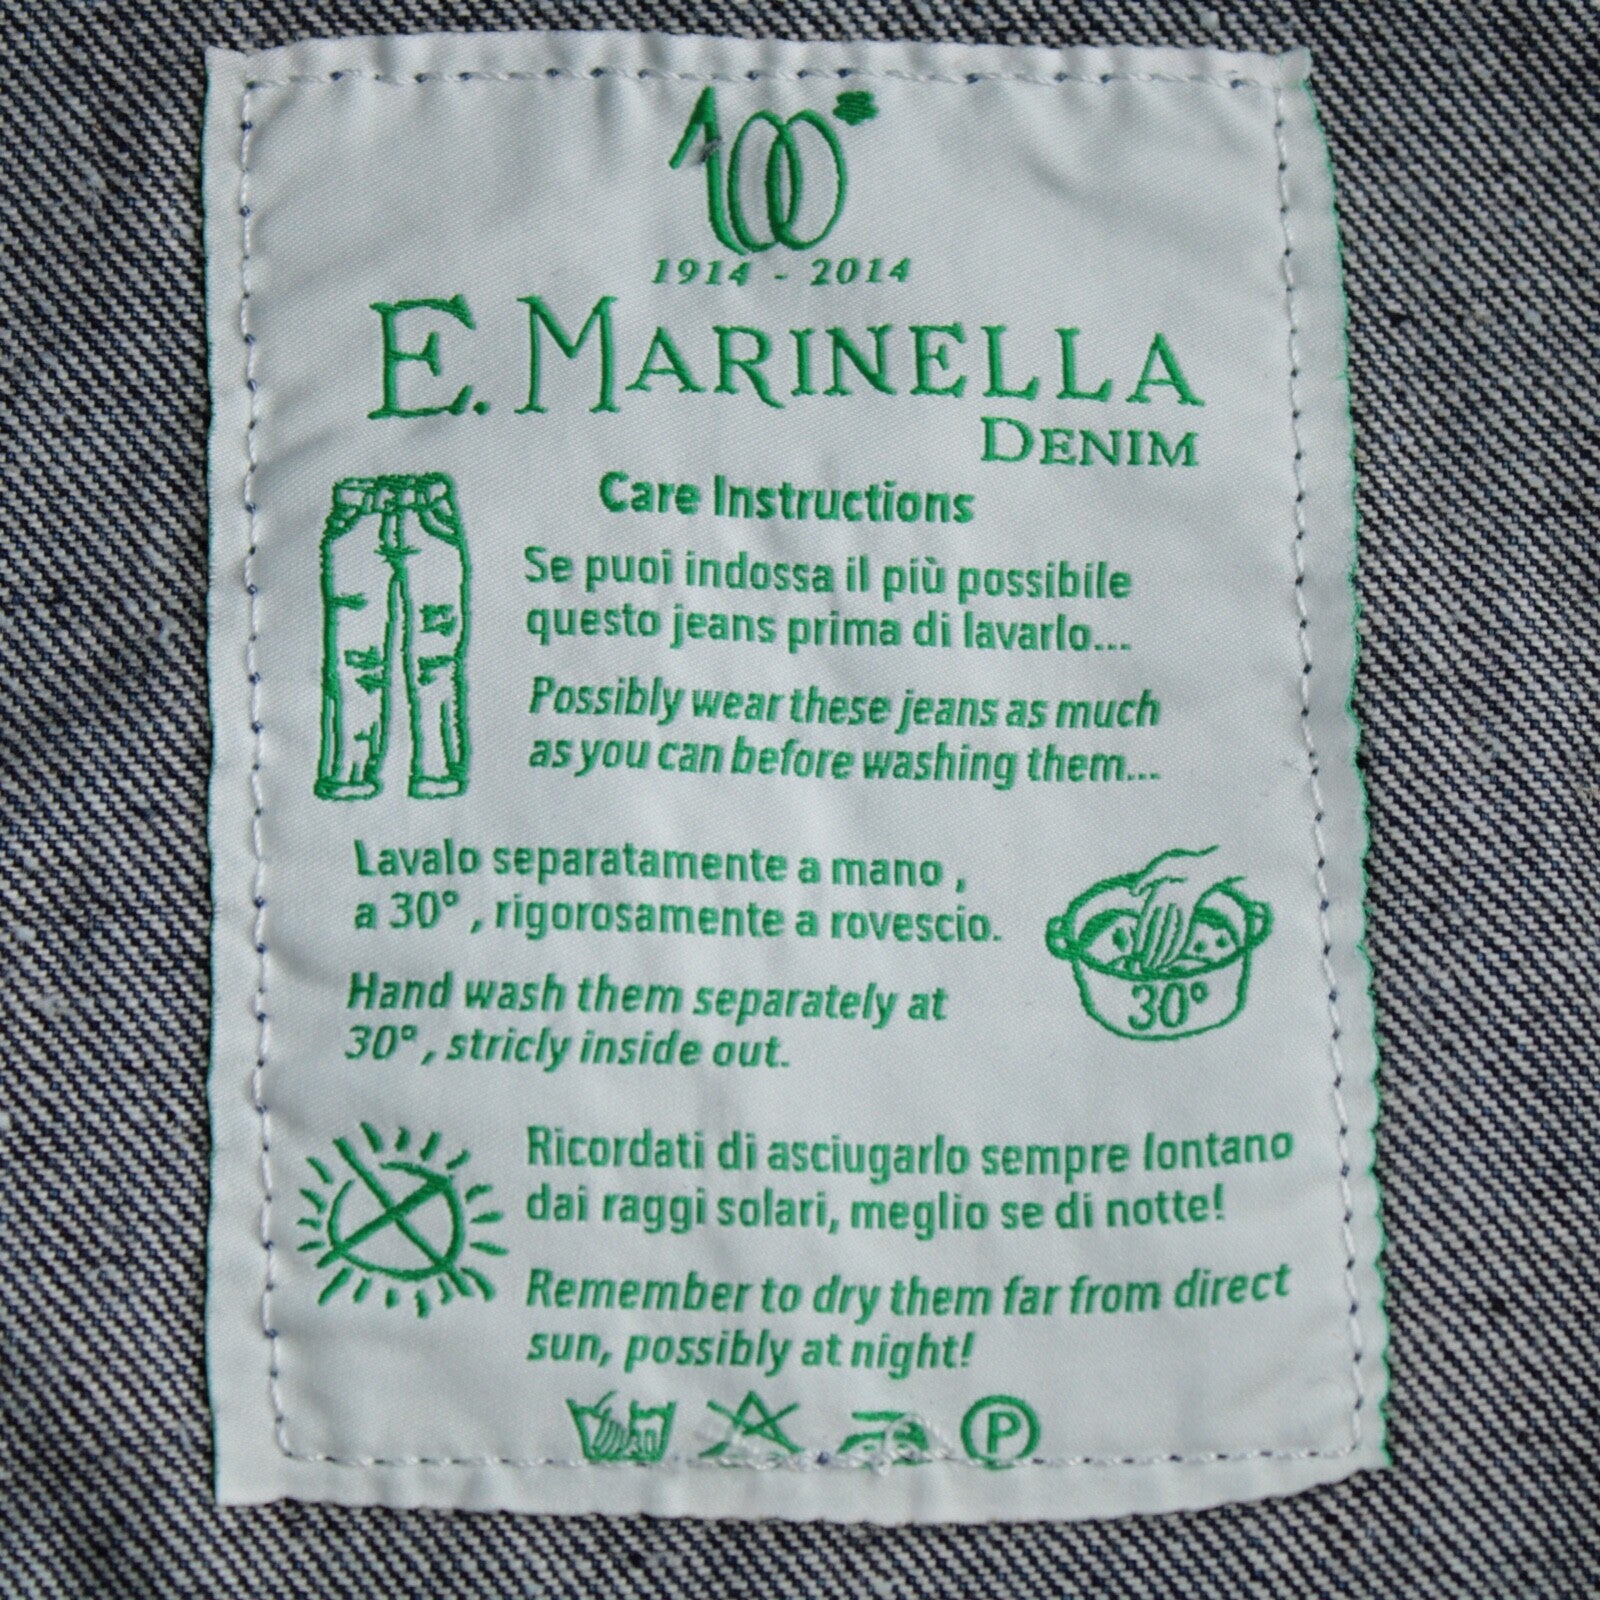 100°
1914 - 2014
E. MARINELLA
DENIM
Care Instructions
Se puoi indossa il più possibile
questo jeans prima di lavarlo...
Possibly wear these jeans as much
as you can before washing them...
Lavalo separatamente a mano ,
a 30° , rigorosamente a rovescio.
Hand wash them separately at
30° , stricly inside out.
30°
Ricordati di asciugarlo sempre lontano
dai raggi solari, meglio se di notte!
Remember to dry them far from direct
sun, possibly at night!
P